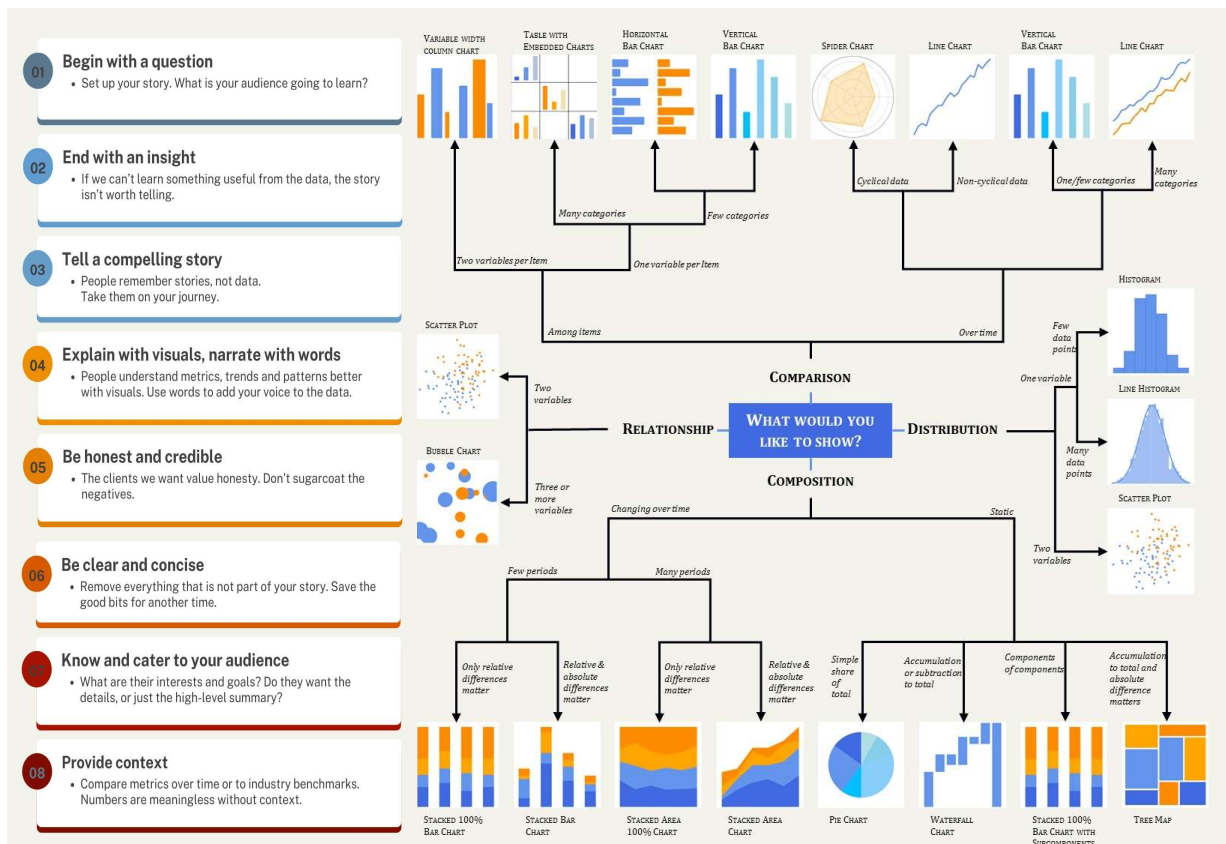 01
Begin with a question
• Set up your story. What is your audience going to learn?
02
End with an insight
• If we can't learn something useful from the data, the story
isn't worth telling.
03
Tell a compelling story
• People remember stories, not data.
Take them on your journey.
04
Explain with visuals, narrate with words
• People understand metrics, trends and patterns better
with visuals. Use words to add your voice to the data.
05
Be honest and credible
• The clients we want value honesty. Don't sugarcoat the
negatives.
06
Be clear and concise
• Remove everything that is not part of your story. Save the
good bits for another time.
07
Know and cater to your audience
• What are their interests and goals? Do they want the
details, or just the high-level summary?
08
Provide context
• Compare metrics over time or to industry benchmarks.
Numbers are meaningless without context.
VARIABLE WIDTH
COLUMN CHART
TABLE WITH
EMBEDDED CHARTS
HORIZONTAL
BAR CHART
VERTICAL
BAR CHART
SPIDER CHART
LINE CHART
VERTICAL
BAR CHART
LINE CHART
Cyclical data
Non-cyclical data
One/few categories
Many
categories
Many categories
Few categories
Two variables per Item
One variable per Item
Among items
Over time
COMPARISON
WHAT WOULD YOU
LIKE TO SHOW?
RELATIONSHIP
DISTRIBUTION
COMPOSITION
SCATTER PLOT
Two
variables
BUBBLE CHART
Three or
more
variables
HISTOGRAM
Few
data
points
One variable
LINE HISTOGRAM
Many
data
points
SCATTER PLOT
Two
variables
Changing over time
Static
Few periods
Many periods
Only relative
differences
matter
Relative &
absolute
differences
matter
Only relative
differences
matter
Relative &
absolute
differences
matter
Simple
share
of
total
Accumulation
or subtraction
to total
Components
of components
Accumulation
to total and
absolute
difference
matters
STACKED 100%
BAR CHART
STACKED BAR
CHART
STACKED AREA
100% CHART
STACKED AREA
CHART
PIE CHART
WATERFALL
CHART
STACKED 100%
BAR CHART WITH
SUBCOMPONENTS
TREE MAP